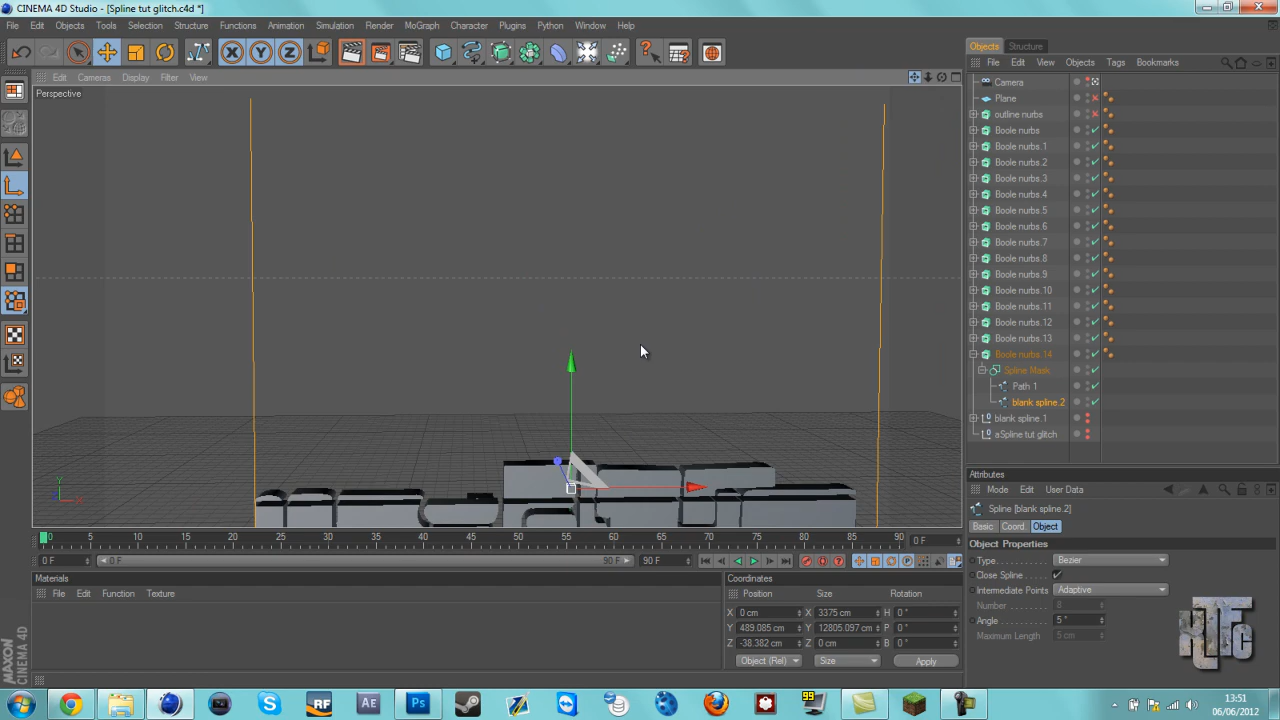 CINEMA 4D Studio - [Spline tut glitch.c4d *]
File Edit Objects Tools Selection Structure Functions Animation Simulation Render MoGraph Character Plugins Python Window Help
X Y Z
Edit Cameras Display Filter View
Perspective
Y
X
0 5 10 15 20 25 30 35 40 45 50 55 60 65 70 75 80 85 90 0 F
0 F 0 F 90 F 90 F
Materials
File Edit Function Texture
Coordinates
Position Size Rotation
X 0 cm X 3375 cm H 0 °
Y 489.085 cm Y 12805.097 cm P 0 °
Z -38.382 cm Z 0 cm B 0 °
Object (Rel) Size Apply
MAXON
CINEMA 4D
Objects Structure
File Edit View Objects Tags Bookmarks
Camera
Plane
outline nurbs
Boole nurbs
Boole nurbs.1
Boole nurbs.2
Boole nurbs.3
Boole nurbs.4
Boole nurbs.5
Boole nurbs.6
Boole nurbs.7
Boole nurbs.8
Boole nurbs.9
Boole nurbs.10
Boole nurbs.11
Boole nurbs.12
Boole nurbs.13
Boole nurbs.14
Spline Mask
Path 1
blank spline.2
blank spline.1
aSpline tut glitch
Attributes
Mode Edit User Data
Spline [blank spline.2]
Basic Coord Object
Object Properties
Type Bezier
Close Spline
Intermediate Points Adaptive
Number 8
Angle 5 °
Maximum Length 5 cm
RF
Ae
Ps
99
13:51
06/06/2012